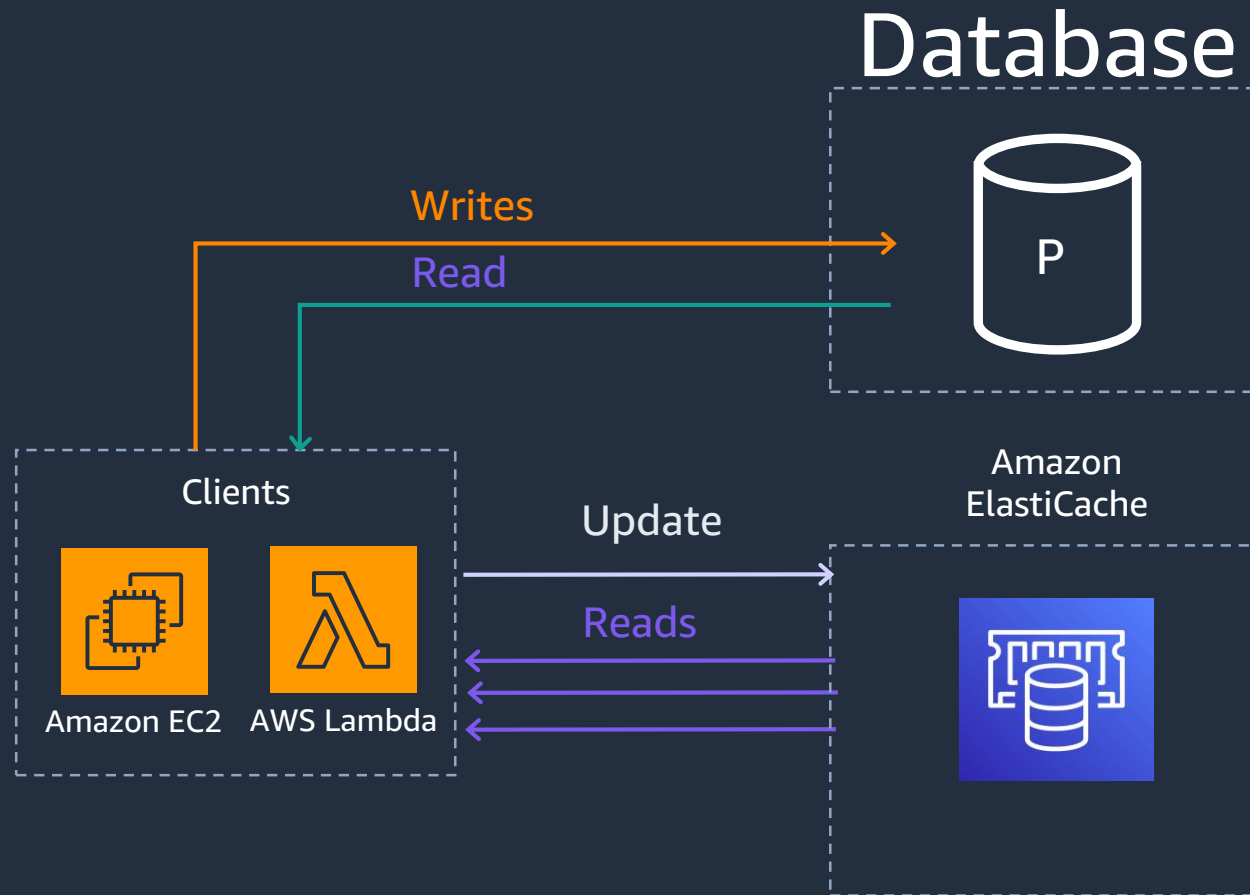 Database
Writes
P
Read
Amazon
ElastiCache
Clients
Update
Reads
Amazon EC2
AWS Lambda